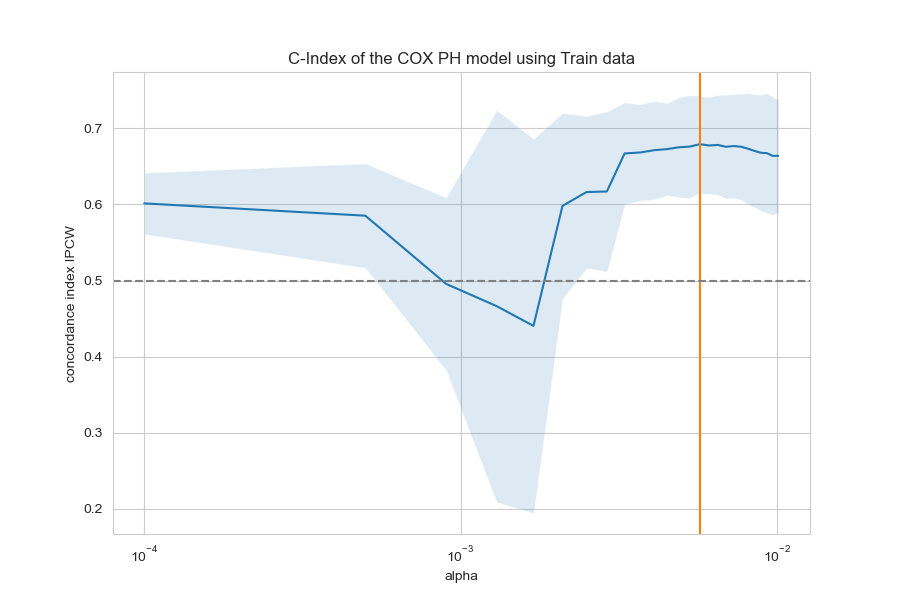 C-Index of the COX PH model using Train data
concordance index IPCW
0.7
0.6
0.5
0.4
0.3
0.2
10⁻⁴ 10⁻³ 10⁻²
alpha